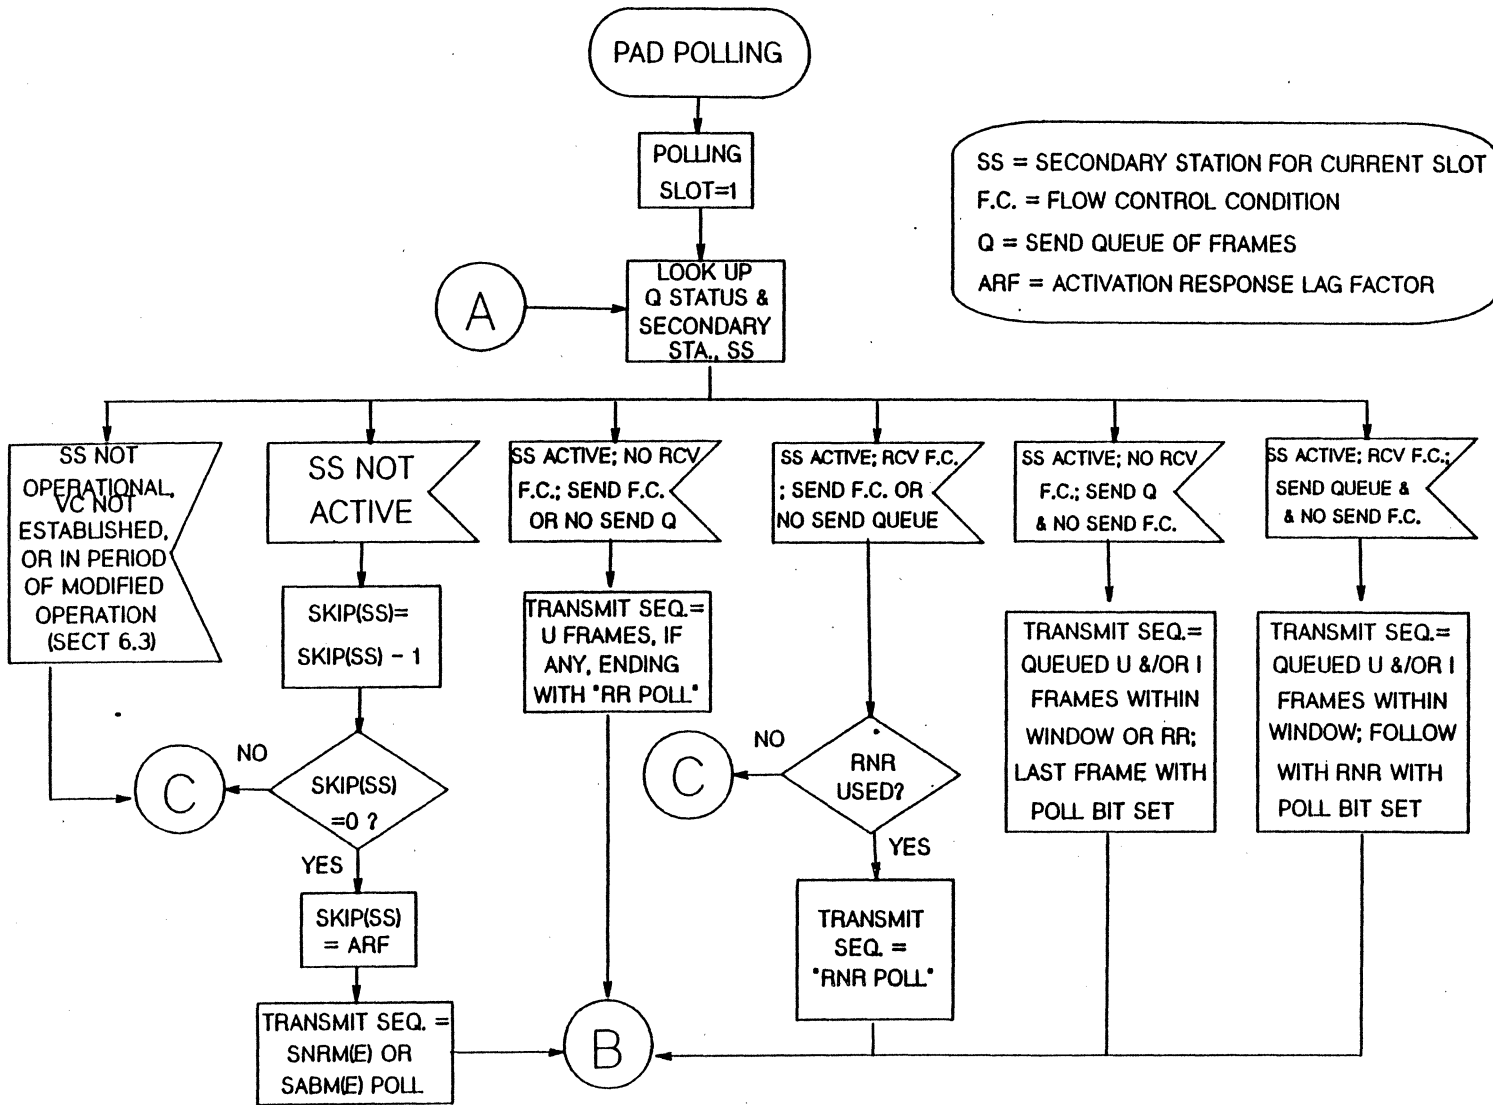 PAD POLLING
POLLING
SLOT=1
SS = SECONDARY STATION FOR CURRENT SLOT
F.C. = FLOW CONTROL CONDITION
Q = SEND QUEUE OF FRAMES
ARF = ACTIVATION RESPONSE LAG FACTOR
A
LOOK UP
Q STATUS &
SECONDARY
STA., SS
SS NOT
OPERATIONAL,
VC NOT
ESTABLISHED,
OR IN PERIOD
OF MODIFIED
OPERATION
(SECT 6.3)
SS NOT
ACTIVE
SS ACTIVE; NO RCV
F.C.; SEND F.C.
OR NO SEND Q
SS ACTIVE; RCV F.C.
; SEND F.C. OR
NO SEND QUEUE
SS ACTIVE; NO RCV
F.C.; SEND Q
& NO SEND F.C.
SS ACTIVE; RCV F.C.;
SEND QUEUE &
& NO SEND F.C.
SKIP(SS)=
SKIP(SS) - 1
TRANSMIT SEQ.=
U FRAMES, IF
ANY, ENDING
WITH "RR POLL"
TRANSMIT SEQ.=
QUEUED U &/OR I
FRAMES WITHIN
WINDOW OR RR;
LAST FRAME WITH
POLL BIT SET
TRANSMIT SEQ.=
QUEUED U &/OR I
FRAMES WITHIN
WINDOW; FOLLOW
WITH RNR WITH
POLL BIT SET
C
NO
SKIP(SS)
=0 ?
YES
C
NO
RNR
USED?
YES
SKIP(SS)
= ARF
TRANSMIT
SEQ. =
"RNR POLL"
TRANSMIT SEQ. =
SNRM(E) OR
SABM(E) POLL
B